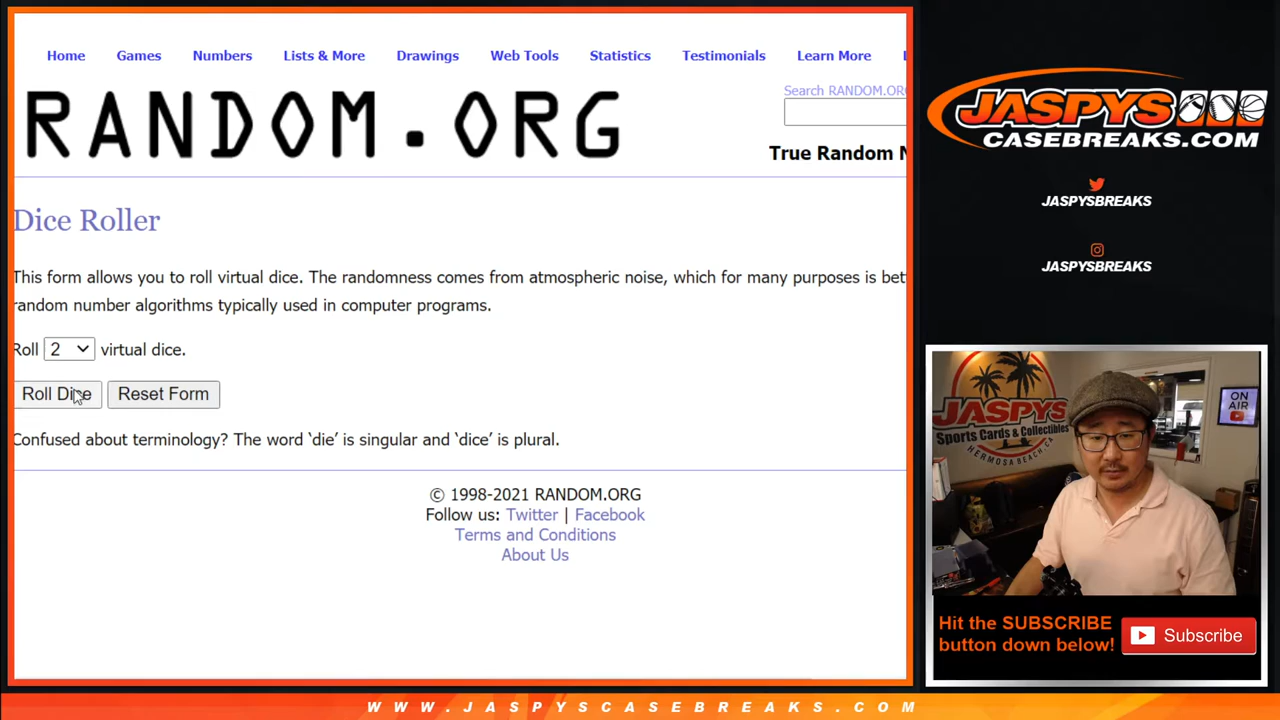 Home Games Numbers Lists & More Drawings Web Tools Statistics Testimonials Learn More
RANDOM.ORG
Search RANDOM.ORG
True Random N
Dice Roller
This form allows you to roll virtual dice. The randomness comes from atmospheric noise, which for many purposes is bet
random number algorithms typically used in computer programs.
Roll 2 virtual dice.
Roll Dice Reset Form
Confused about terminology? The word ‘die’ is singular and ‘dice’ is plural.
© 1998-2021 RANDOM.ORG
Follow us: Twitter | Facebook
Terms and Conditions
About Us
JASPYS
CASEBREAKS.COM
JASPYSBREAKS
JASPYSBREAKS
JASPYS
Sports Cards & Collectibles
HERMOSA BEACH, CA
ON
AIR
Hit the SUBSCRIBE
button down below!
Subscribe
WWW.JASPYSCASEBREAKS.COM